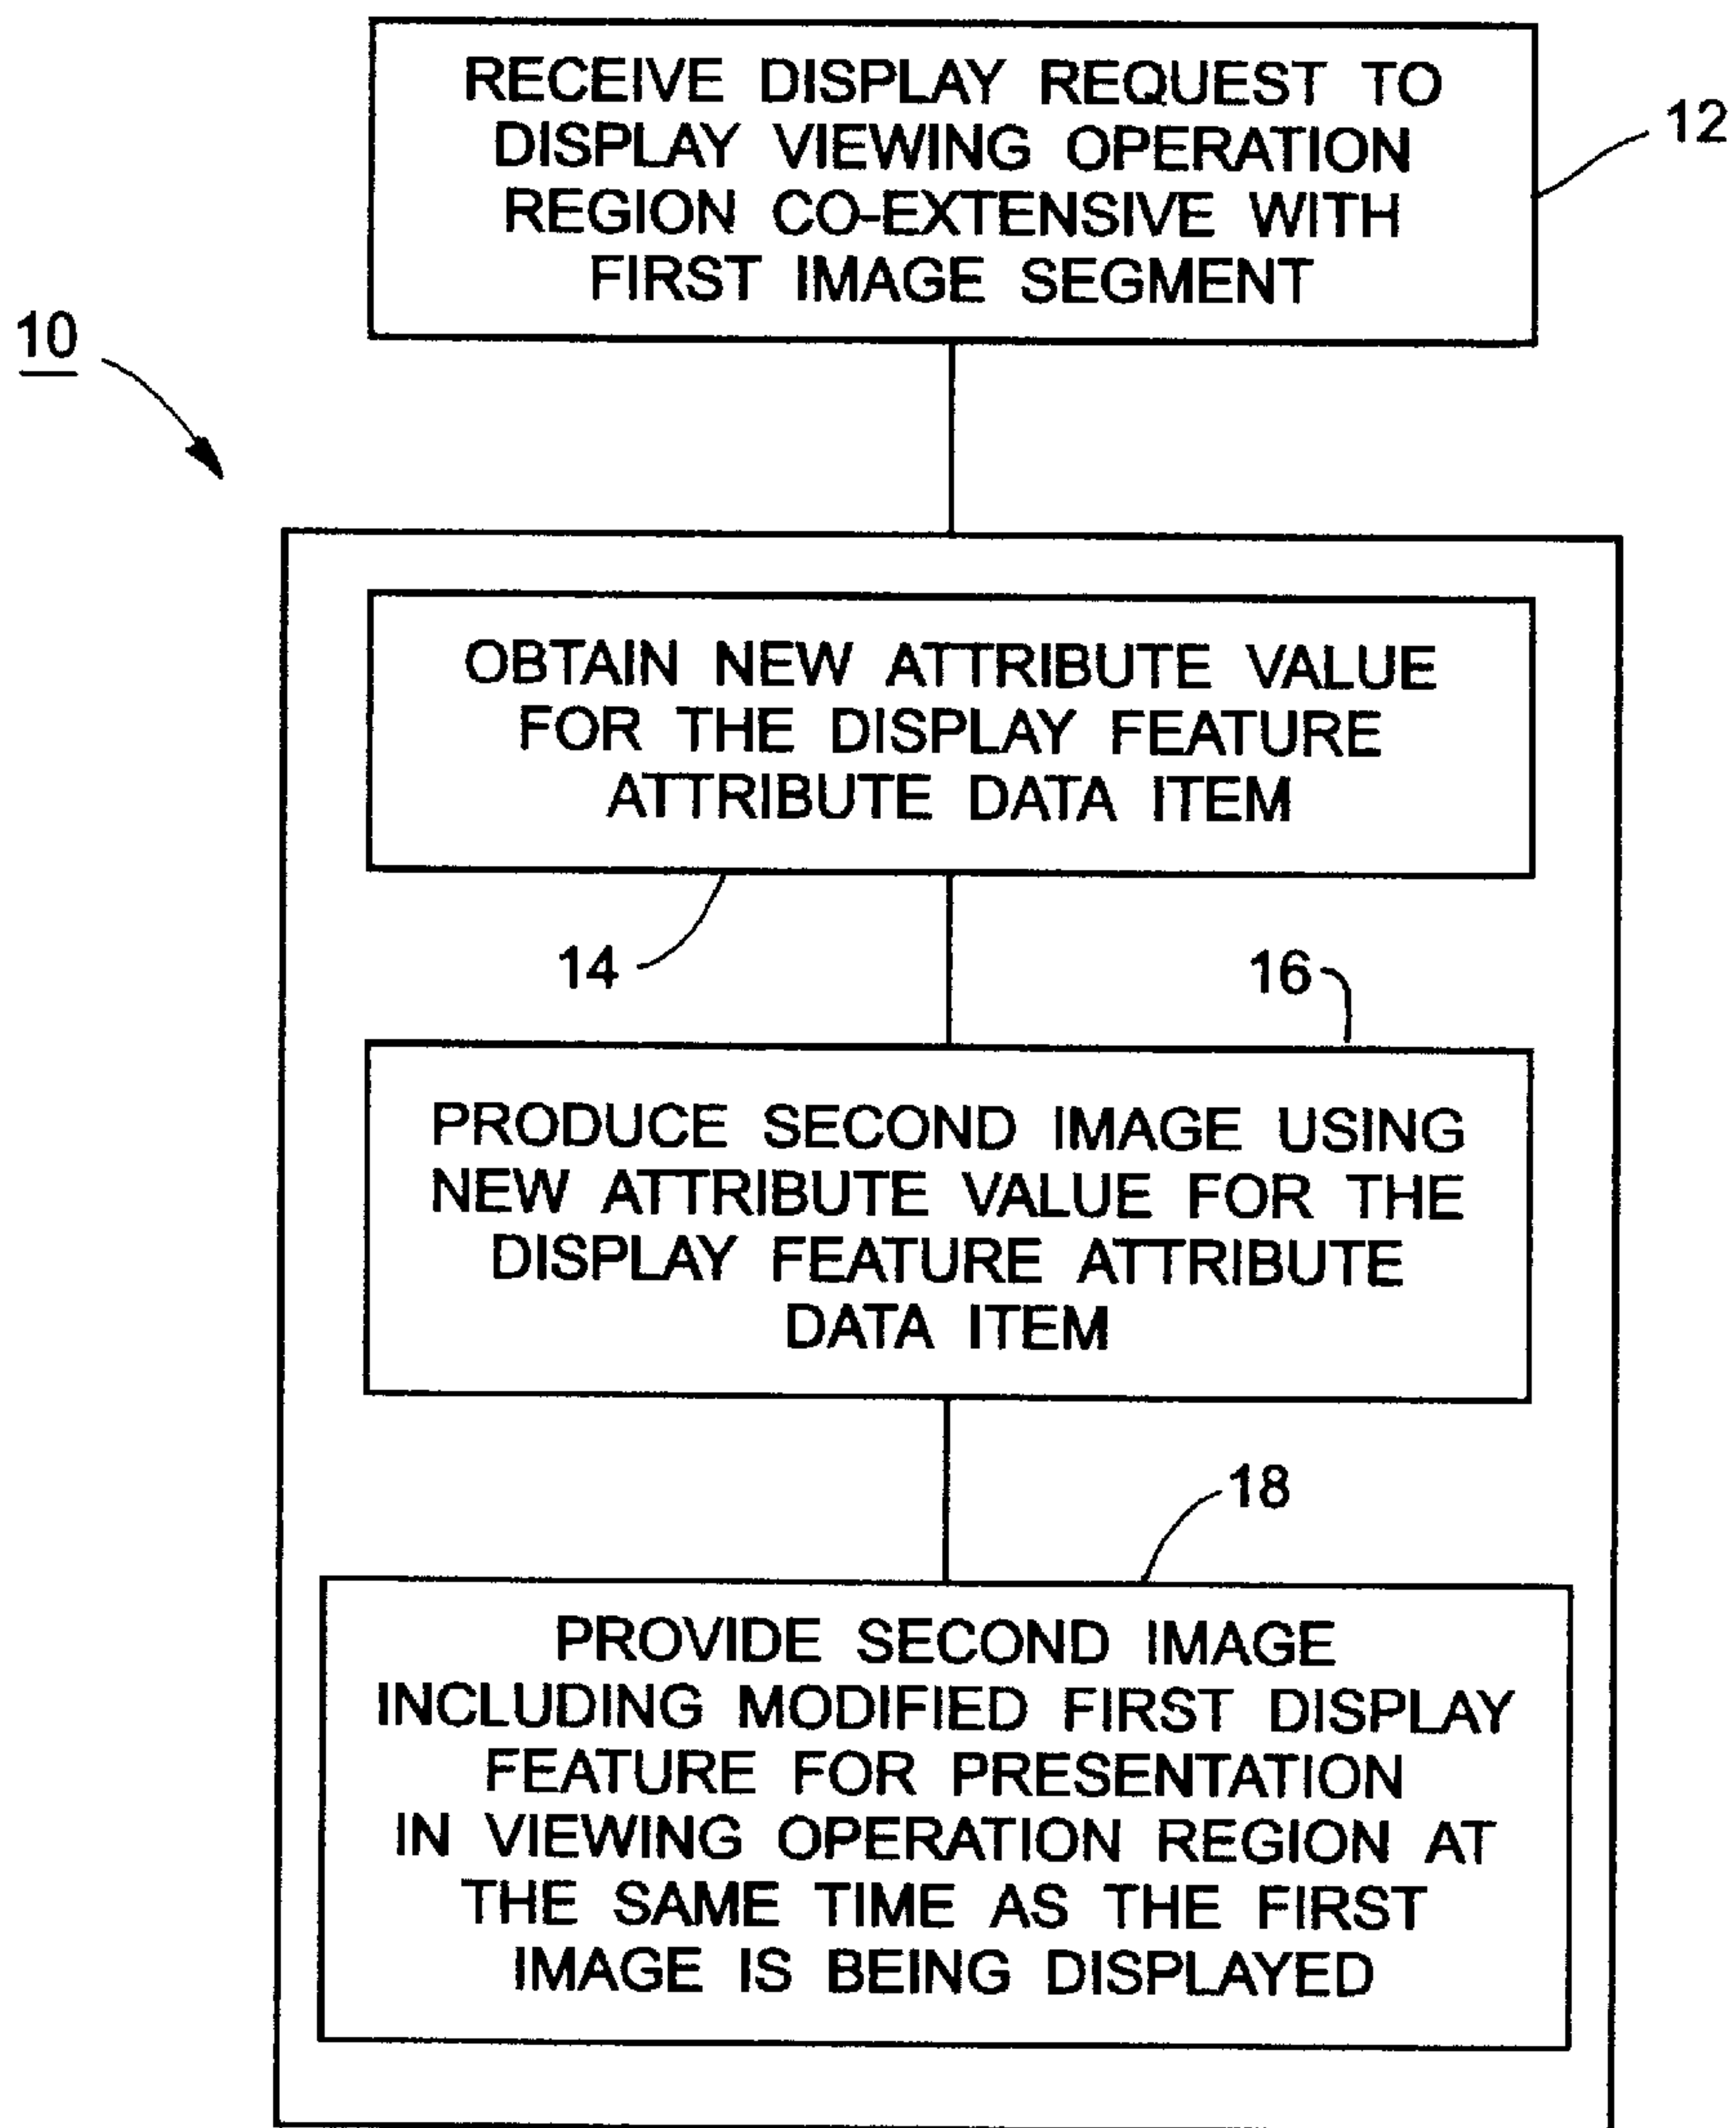 RECEIVE DISPLAY REQUEST TO
DISPLAY VIEWING OPERATION
REGION CO-EXTENSIVE WITH
FIRST IMAGE SEGMENT
12
10
OBTAIN NEW ATTRIBUTE VALUE
FOR THE DISPLAY FEATURE
ATTRIBUTE DATA ITEM
14
16
PRODUCE SECOND IMAGE USING
NEW ATTRIBUTE VALUE FOR THE
DISPLAY FEATURE ATTRIBUTE
DATA ITEM
18
PROVIDE SECOND IMAGE
INCLUDING MODIFIED FIRST DISPLAY
FEATURE FOR PRESENTATION
IN VIEWING OPERATION REGION AT
THE SAME TIME AS THE FIRST
IMAGE IS BEING DISPLAYED